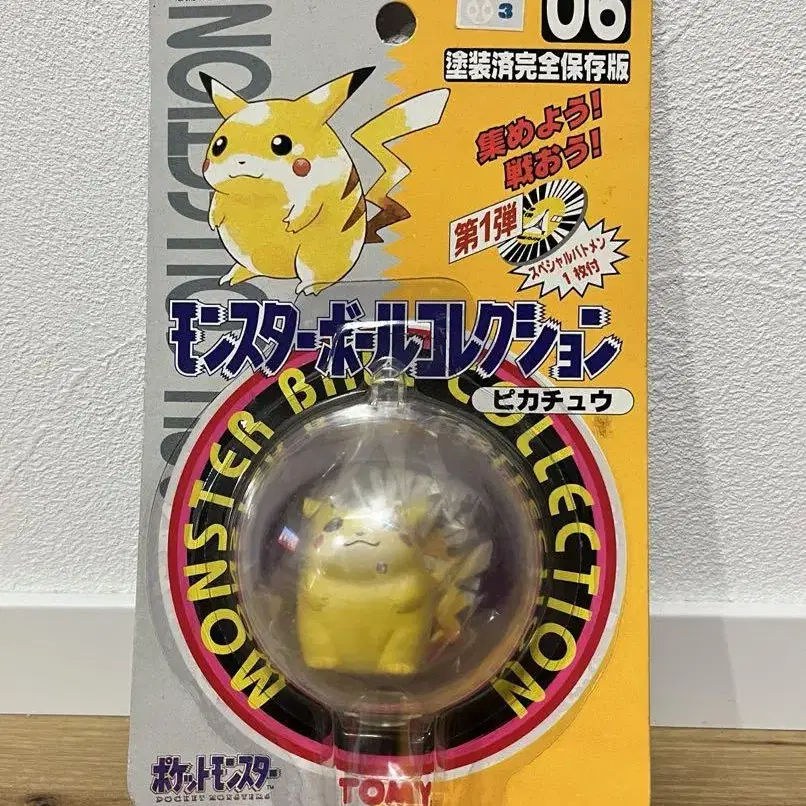 06
3
塗装済完全保存版
集めよう!
戦おう!
第1弾
スペシャルバトメン
1枚付
モンスターボールコレクション
ピカチュウ
MONSTER BALL COLLECTION
ポケットモンスター
TOMY